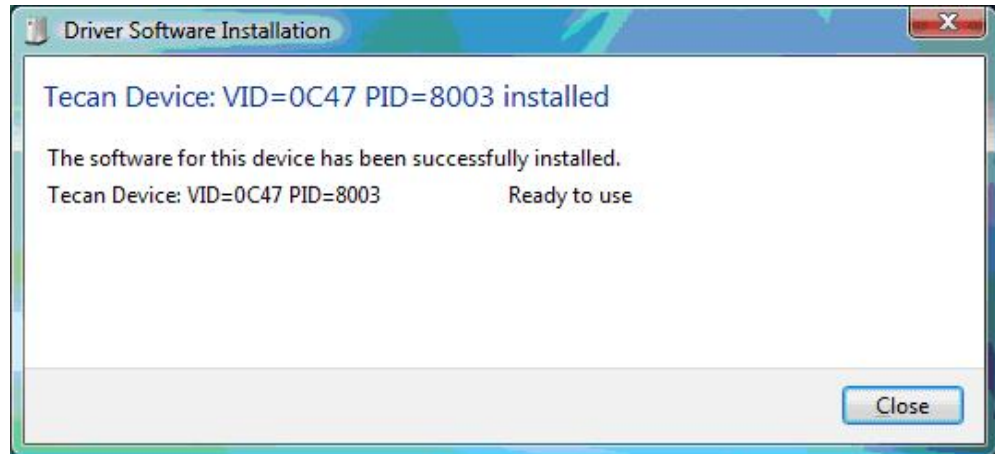 Driver Software Installation
Tecan Device: VID=0C47 PID=8003 installed
The software for this device has been successfully installed.
Tecan Device: VID=0C47 PID=8003 Ready to use
Close